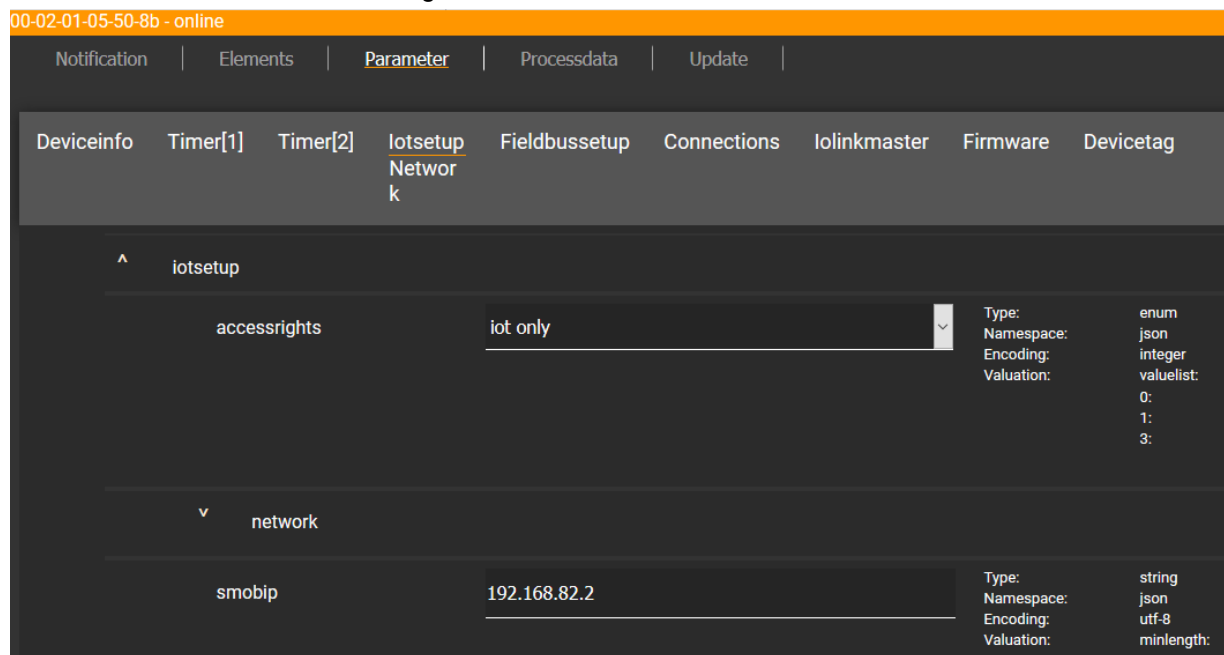 00-02-01-05-50-8b - online
Notification | Elements | Parameter | Processdata | Update |
Deviceinfo Timer[1] Timer[2] Iotsetup Fieldbussetup Connections Iolinkmaster Firmware Devicetag
Networ
k
^ iotsetup
accessrights iot only Type: enum
Namespace: json
Encoding: integer
Valuation: valuelist:
0:
1:
3:
v network
smobip 192.168.82.2 Type: string
Namespace: json
Encoding: utf-8
Valuation: minlength: